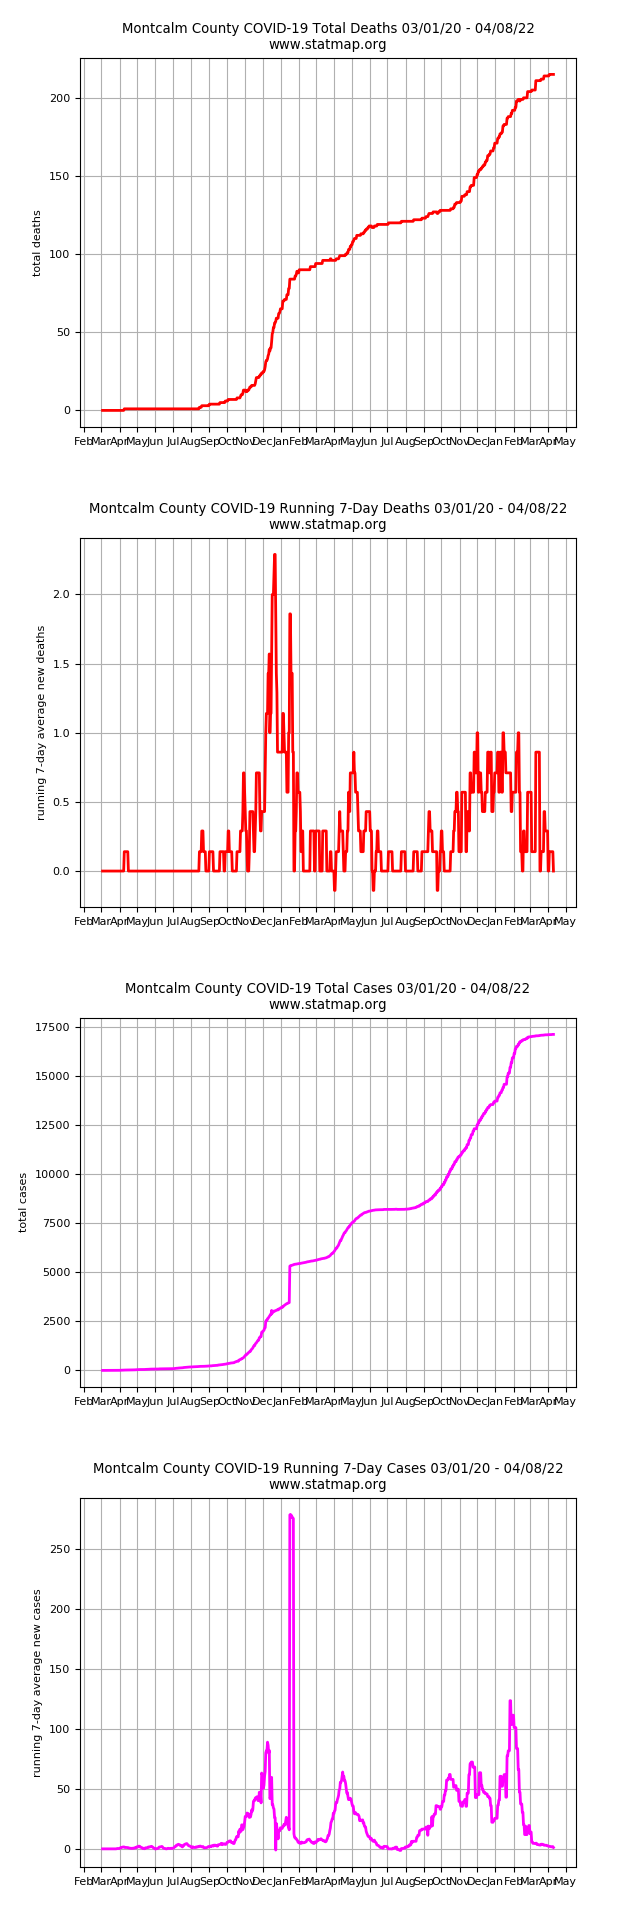 Montcalm County COVID-19 Total Deaths 03/01/20 - 04/08/22
www.statmap.org
total deaths
200
150
100
50
0
Feb Mar Apr May Jun Jul Aug Sep Oct Nov Dec Jan Feb Mar Apr May Jun Jul Aug Sep Oct Nov Dec Jan Feb Mar Apr May
Montcalm County COVID-19 Running 7-Day Deaths 03/01/20 - 04/08/22
www.statmap.org
running 7-day average new deaths
2.0
1.5
1.0
0.5
0.0
Feb Mar Apr May Jun Jul Aug Sep Oct Nov Dec Jan Feb Mar Apr May Jun Jul Aug Sep Oct Nov Dec Jan Feb Mar Apr May
Montcalm County COVID-19 Total Cases 03/01/20 - 04/08/22
www.statmap.org
total cases
17500
15000
12500
10000
7500
5000
2500
0
Feb Mar Apr May Jun Jul Aug Sep Oct Nov Dec Jan Feb Mar Apr May Jun Jul Aug Sep Oct Nov Dec Jan Feb Mar Apr May
Montcalm County COVID-19 Running 7-Day Cases 03/01/20 - 04/08/22
www.statmap.org
running 7-day average new cases
250
200
150
100
50
0
Feb Mar Apr May Jun Jul Aug Sep Oct Nov Dec Jan Feb Mar Apr May Jun Jul Aug Sep Oct Nov Dec Jan Feb Mar Apr May